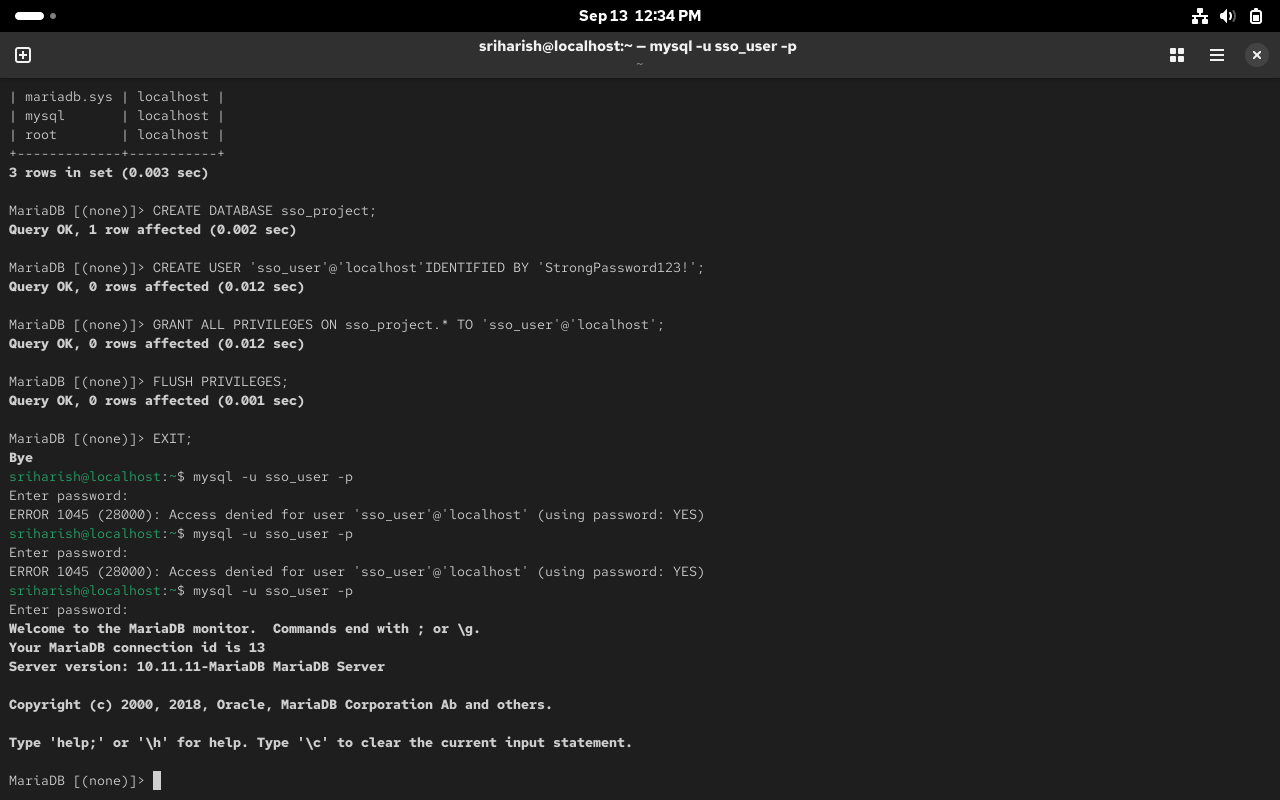 Sep 13 12:34 PM
sriharish@localhost:~ — mysql -u sso_user -p
~
| mariadb.sys | localhost |
| mysql       | localhost |
| root        | localhost |
+-------------+-----------+
3 rows in set (0.003 sec)
MariaDB [(none)]> CREATE DATABASE sso_project;
Query OK, 1 row affected (0.002 sec)
MariaDB [(none)]> CREATE USER 'sso_user'@'localhost'IDENTIFIED BY 'StrongPassword123!';
Query OK, 0 rows affected (0.012 sec)
MariaDB [(none)]> GRANT ALL PRIVILEGES ON sso_project.* TO 'sso_user'@'localhost';
Query OK, 0 rows affected (0.012 sec)
MariaDB [(none)]> FLUSH PRIVILEGES;
Query OK, 0 rows affected (0.001 sec)
MariaDB [(none)]> EXIT;
Bye
sriharish@localhost:~$ mysql -u sso_user -p
Enter password:
ERROR 1045 (28000): Access denied for user 'sso_user'@'localhost' (using password: YES)
sriharish@localhost:~$ mysql -u sso_user -p
Enter password:
ERROR 1045 (28000): Access denied for user 'sso_user'@'localhost' (using password: YES)
sriharish@localhost:~$ mysql -u sso_user -p
Enter password:
Welcome to the MariaDB monitor.  Commands end with ; or \g.
Your MariaDB connection id is 13
Server version: 10.11.11-MariaDB MariaDB Server
Copyright (c) 2000, 2018, Oracle, MariaDB Corporation Ab and others.
Type 'help;' or '\h' for help. Type '\c' to clear the current input statement.
MariaDB [(none)]>